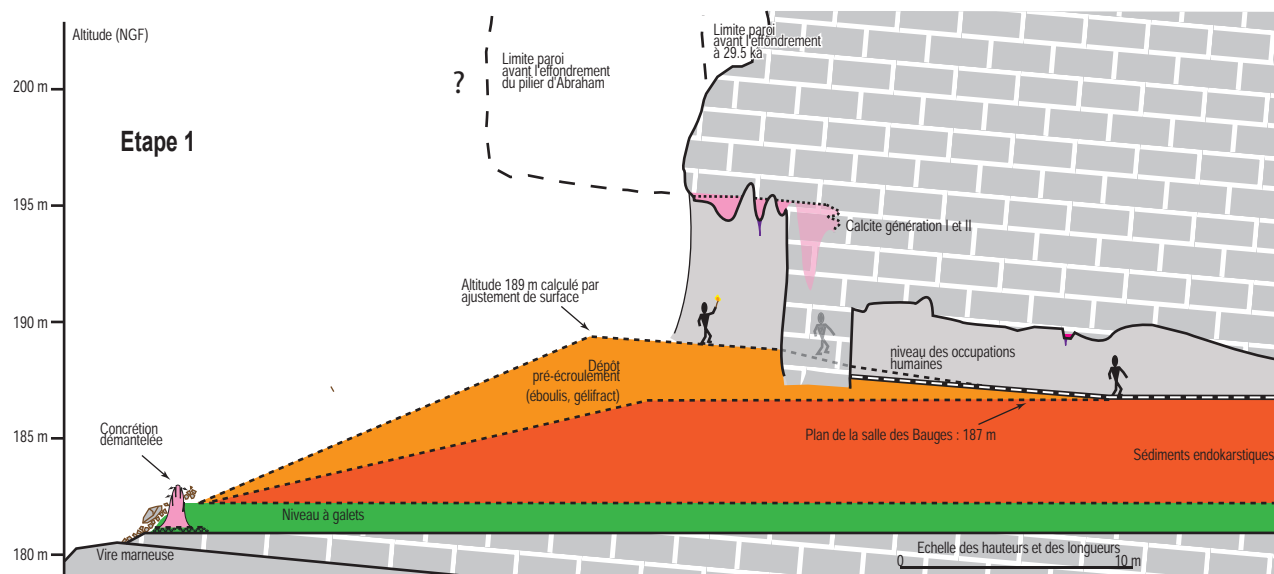 Altitude (NGF)
200 m
195 m
190 m
185 m
180 m
Etape 1
?
Limite paroi
avant l'effondrement
du pilier d'Abraham
Limite paroi
avant l'effondrement
à 29.5 ka
Calcite génération I et II
Altitude 189 m calculé par
ajustement de surface
Dépôt
pré-écroulement
(éboulis, gélifract)
niveau des occupations
humaines
Plan de la salle des Bauges : 187 m
Sédiments endokarstiques
Concrétion
démantelée
Niveau à galets
Vire marneuse
Echelle des hauteurs et des longueurs
0
10 m